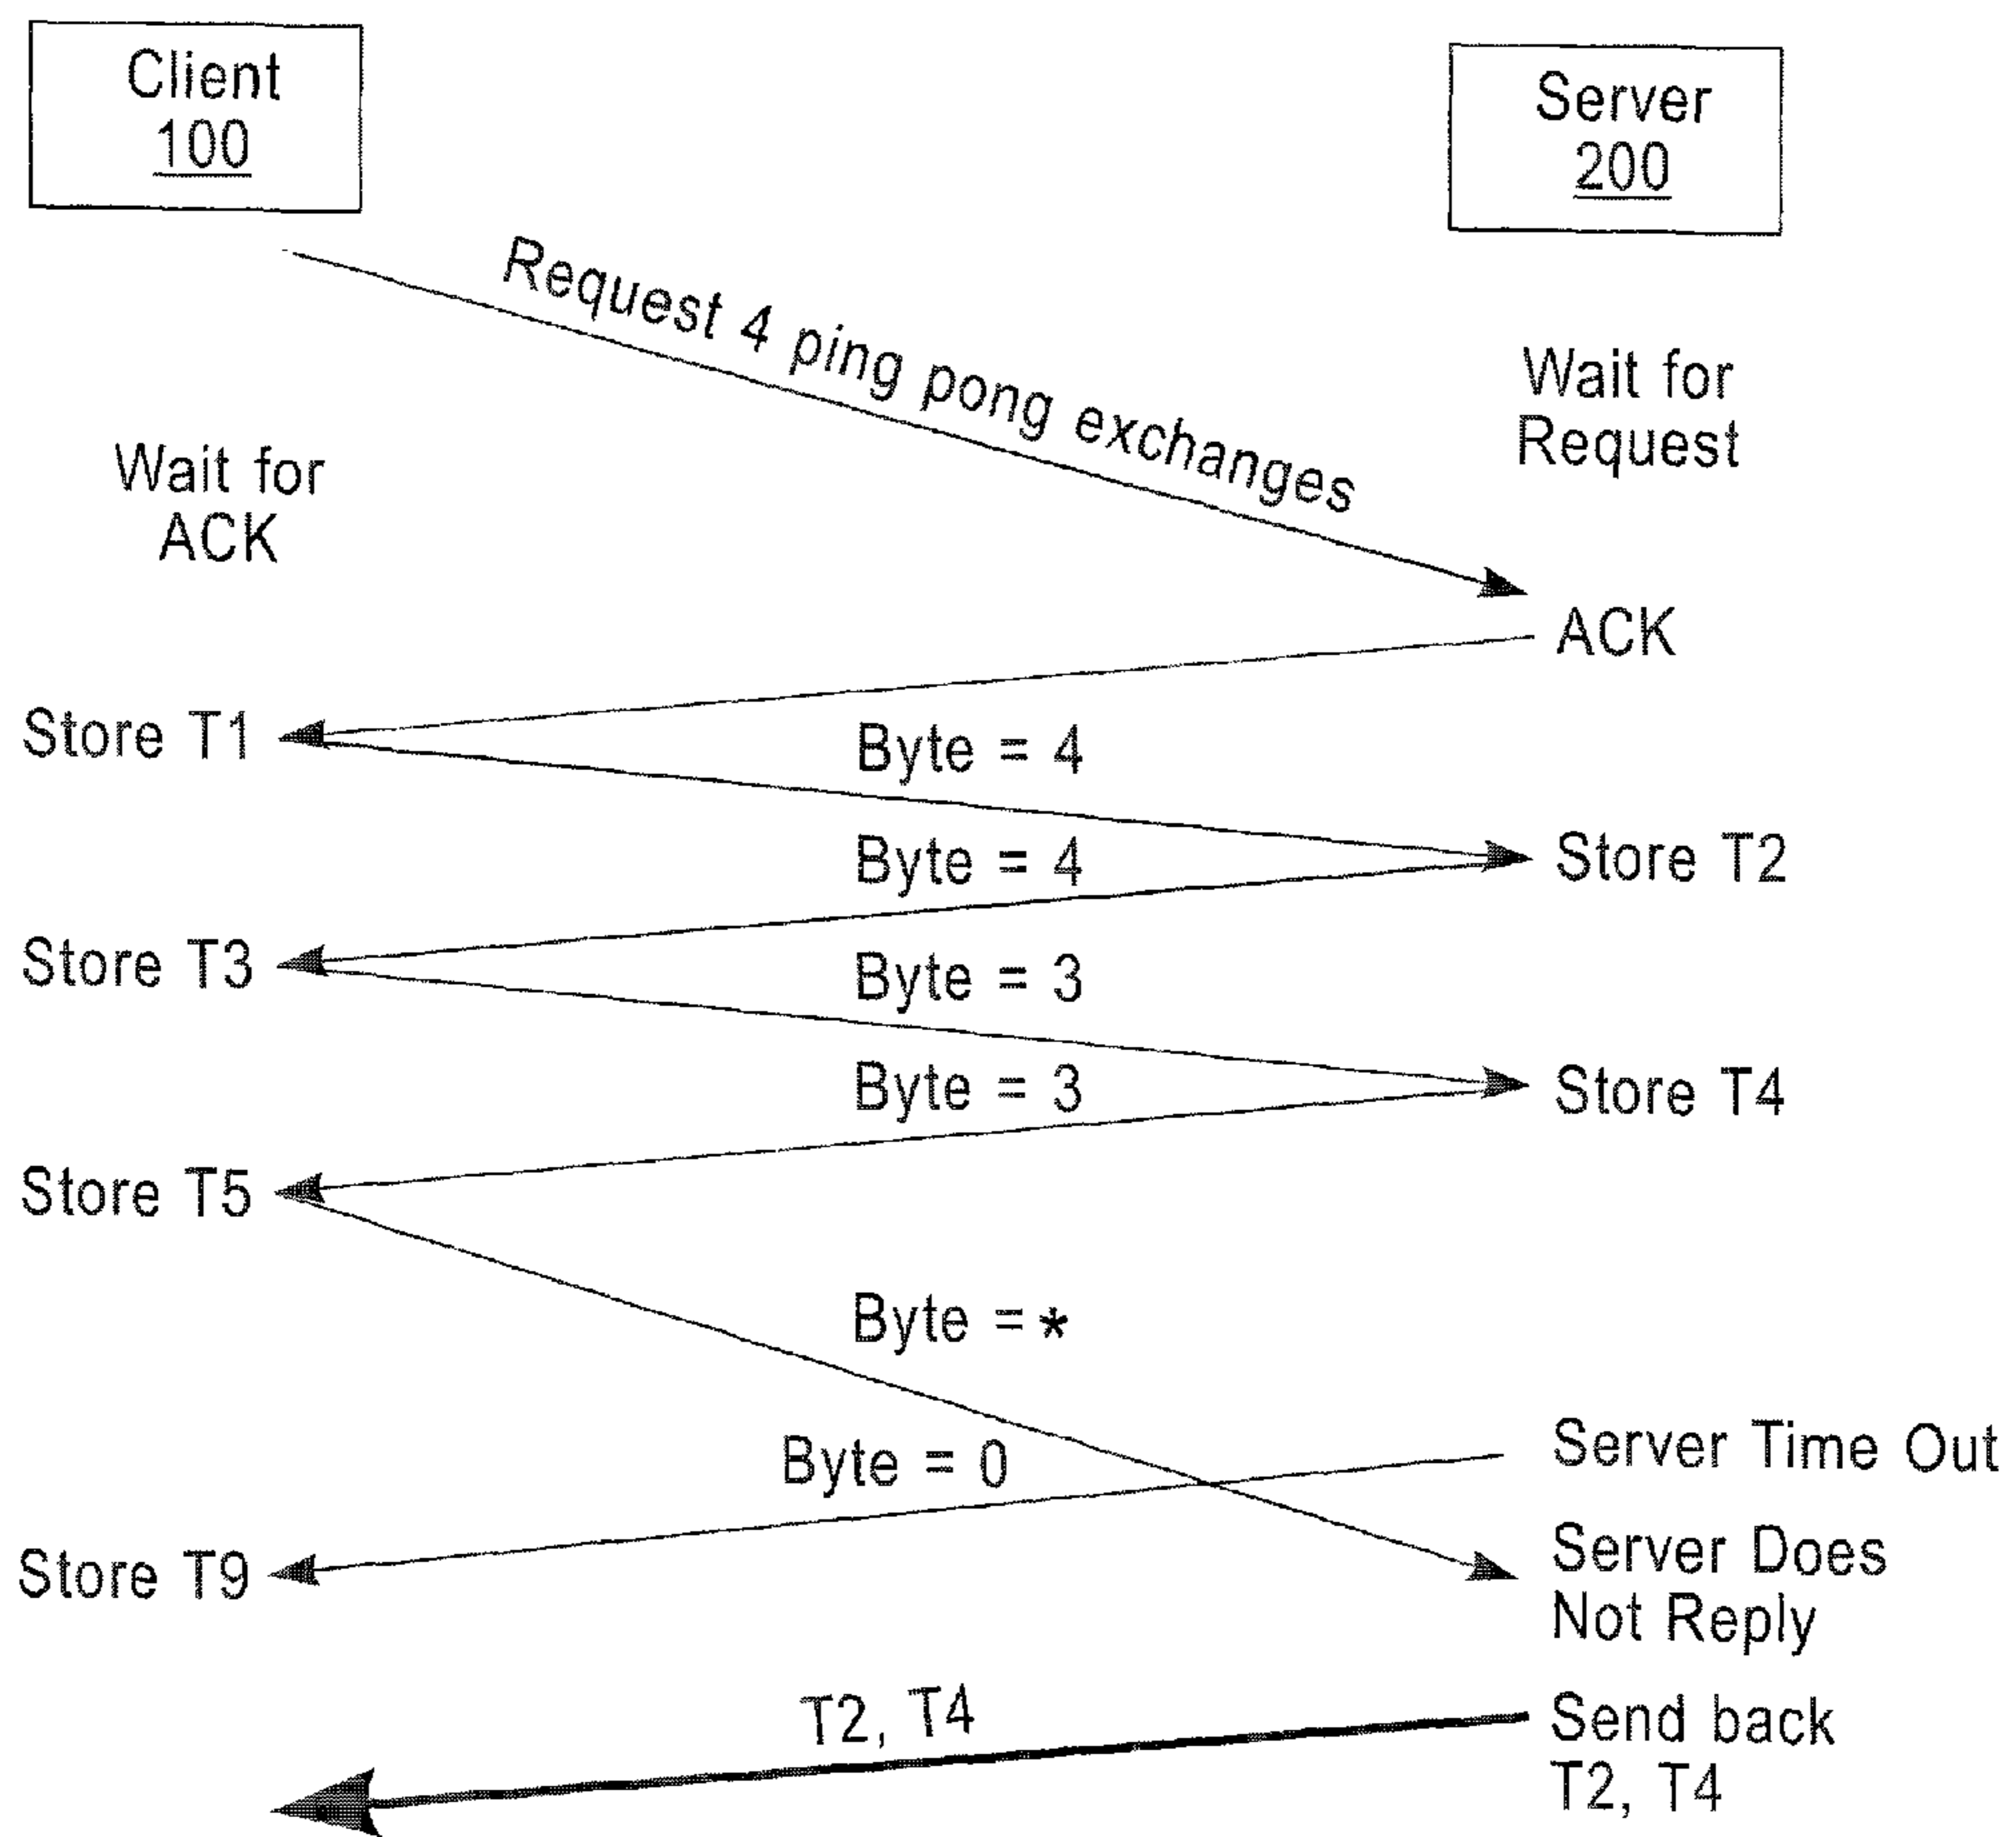 Client
100
Server
200
Request 4 ping pong exchanges
Wait for
Request
Wait for
ACK
ACK
Store T1
Byte = 4
Byte = 4
Store T2
Store T3
Byte = 3
Byte = 3
Store T4
Store T5
Byte = *
Server Time Out
Byte = 0
Server Does
Not Reply
Store T9
T2, T4
Send back
T2, T4